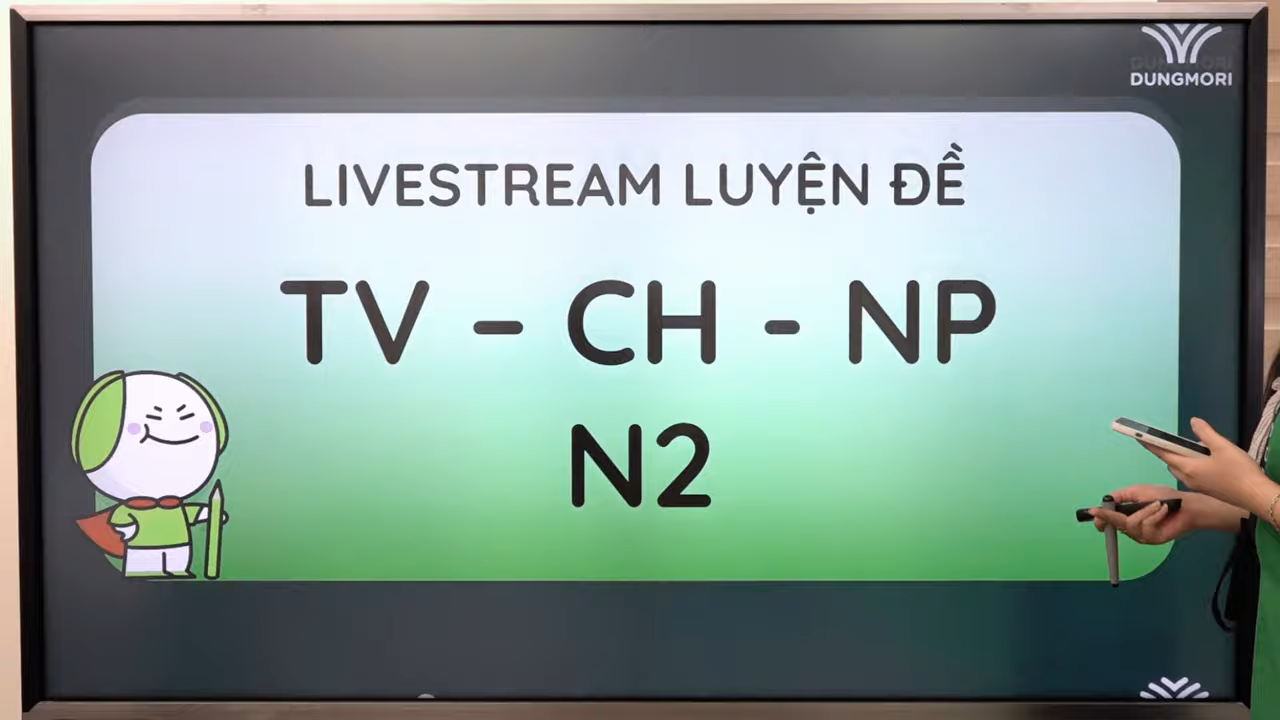 DUNGMORI
LIVESTREAM LUYỆN ĐỀ
TV – CH - NP
N2